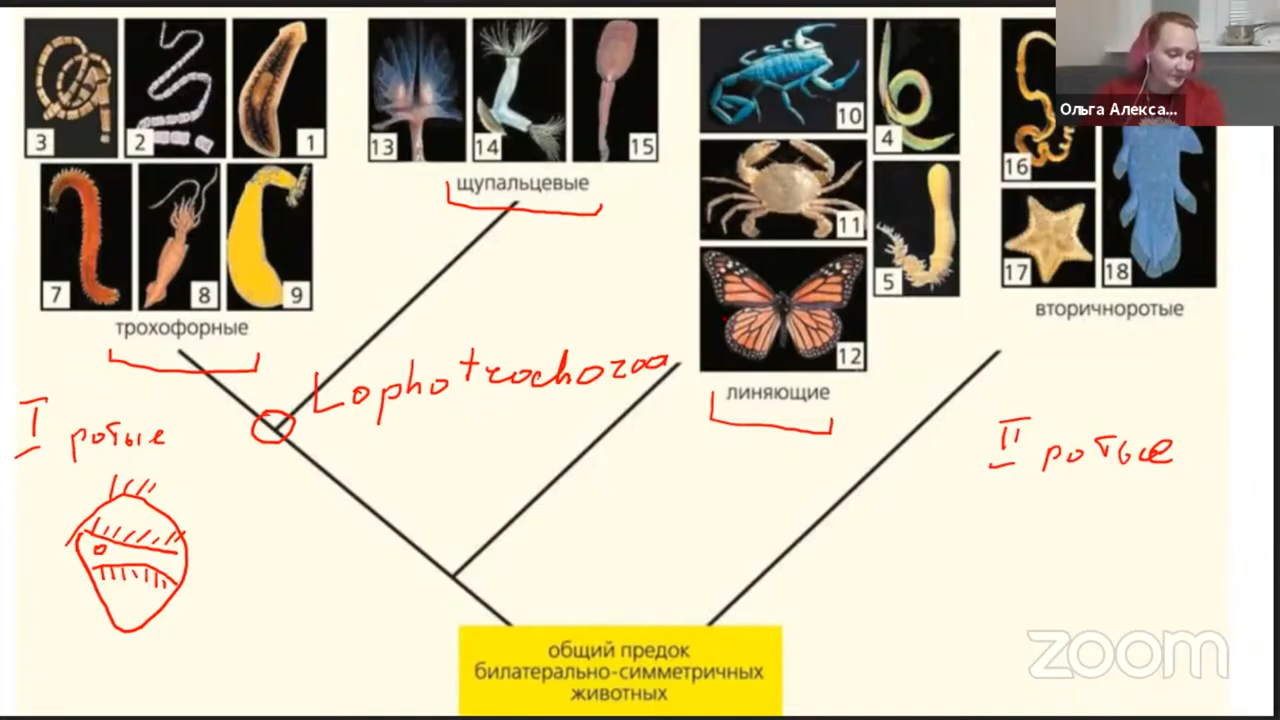 3
2
1
13
14
15
10
4
16
Ольга Алекса...
щупальцевые
11
7
8
9
5
17
18
трохофорные
12
вторичноротые
линяющие
Lophotrochozoa
I ротые
II ротые
общий предок
билатерально-симметричных
животных
zoom